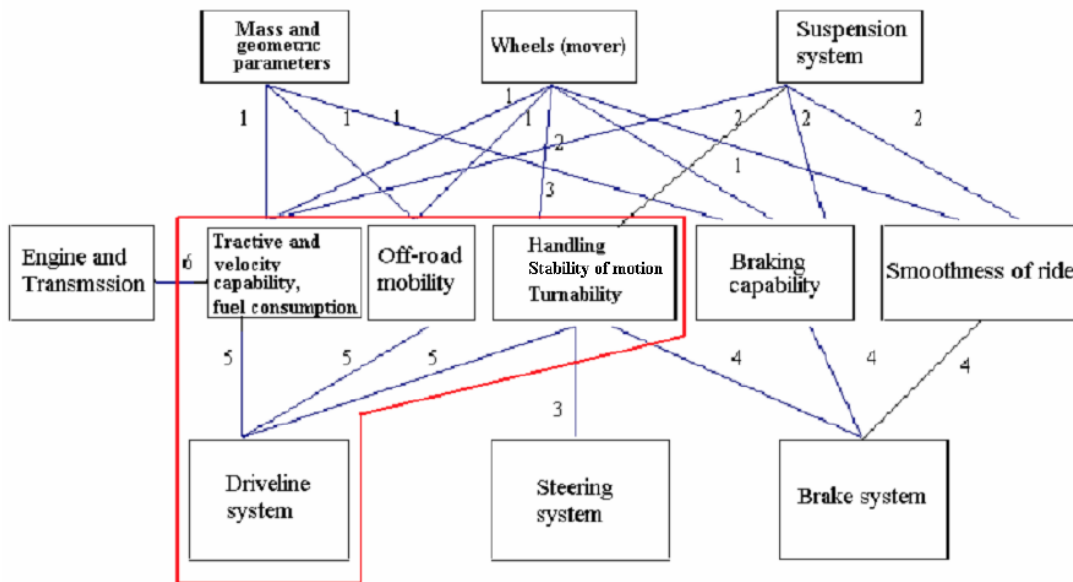 Mass and
geometric
parameters
Wheels (mover)
Suspension
system
1
1
1
1
1
2
3
2
2
1
2
Engine and
Transmssion
6
Tractive and
velocity
capability,
fuel consumption
Off-road
mobility
Handling
Stability of motion
Turnability
Braking
capability
Smoothness of ride
5
5
5
3
4
4
4
Driveline
system
Steering
system
Brake system